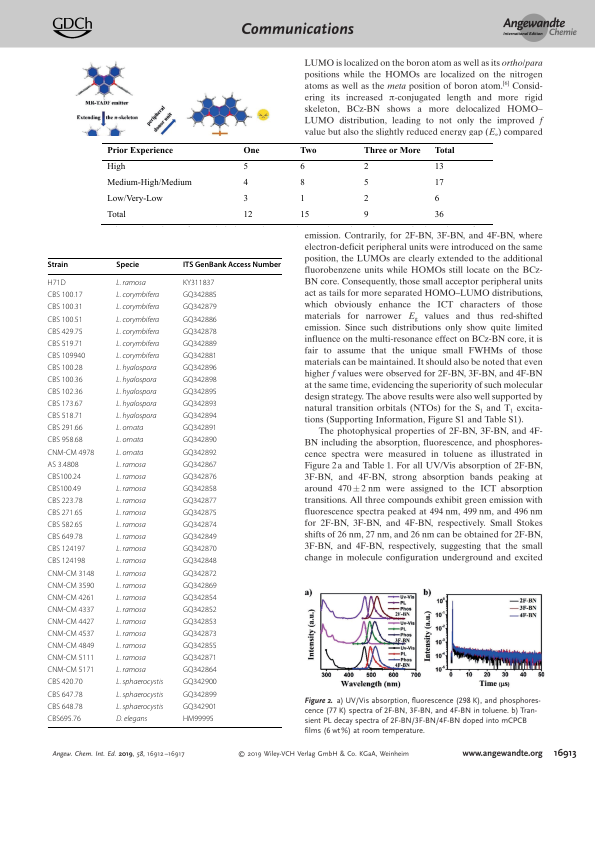 GDCh
Communications
Angewandte
International Edition
Chemie
MR-TADF emitter
Extending the π-skeleton
peripheral
donor unit
LUMO is localized on the boron atom as well as its ortho/para
positions while the HOMOs are localized on the nitrogen
atoms as well as the meta position of boron atom.[6] Consid-
ering its increased π-conjugated length and more rigid
skeleton, BCz-BN shows a more delocalized HOMO–
LUMO distribution, leading to not only the improved f
value but also the slightly reduced energy gap (Eg) compared
Prior Experience One Two Three or More Total
High 5 6 2 13
Medium-High/Medium 4 8 5 17
Low/Very-Low 3 1 2 6
Total 12 15 9 36
Strain Specie ITS GenBank Access Number
H71D L. ramosa KY311837
CBS 100.17 L. corymbifera GQ342885
CBS 100.31 L. corymbifera GQ342879
CBS 100.51 L. corymbifera GQ342886
CBS 429.75 L. corymbifera GQ342878
CBS 519.71 L. corymbifera GQ342889
CBS 109940 L. corymbifera GQ342881
CBS 100.28 L. hyalospora GQ342896
CBS 100.36 L. hyalospora GQ342898
CBS 102.36 L. hyalospora GQ342895
CBS 173.67 L. hyalospora GQ342893
CBS 518.71 L. hyalospora GQ342894
CBS 291.66 L. ornata GQ342891
CBS 958.68 L. ornata GQ342890
CNM-CM 4978 L. ornata GQ342892
AS 3.4808 L. ramosa GQ342867
CBS100.24 L. ramosa GQ342876
CBS100.49 L. ramosa GQ342858
CBS 223.78 L. ramosa GQ342877
CBS 271.65 L. ramosa GQ342875
CBS 582.65 L. ramosa GQ342874
CBS 649.78 L. ramosa GQ342849
CBS 124197 L. ramosa GQ342870
CBS 124198 L. ramosa GQ342848
CNM-CM 3148 L. ramosa GQ342872
CNM-CM 3590 L. ramosa GQ342869
CNM-CM 4261 L. ramosa GQ342854
CNM-CM 4337 L. ramosa GQ342852
CNM-CM 4427 L. ramosa GQ342853
CNM-CM 4537 L. ramosa GQ342873
CNM-CM 4849 L. ramosa GQ342855
CNM-CM 5111 L. ramosa GQ342871
CNM-CM 5171 L. ramosa GQ342864
CBS 420.70 L. sphaerocystis GQ342900
CBS 647.78 L. sphaerocystis GQ342899
CBS 648.78 L. sphaerocystis GQ342901
CBS695.76 D. elegans HM99995
emission. Contrarily, for 2F-BN, 3F-BN, and 4F-BN, where
electron-deficit peripheral units were introduced on the same
position, the LUMOs are clearly extended to the additional
fluorobenzene units while HOMOs still locate on the BCz-
BN core. Consequently, those small acceptor peripheral units
act as tails for more separated HOMO–LUMO distributions,
which obviously enhance the ICT characters of those
materials for narrower Eg values and thus red-shifted
emission. Since such distributions only show quite limited
influence on the multi-resonance effect on BCz-BN core, it is
fair to assume that the unique small FWHMs of those
materials can be maintained. It should also be noted that even
higher f values were observed for 2F-BN, 3F-BN, and 4F-BN
at the same time, evidencing the superiority of such molecular
design strategy. The above results were also well supported by
natural transition orbitals (NTOs) for the S1 and T1 excita-
tions (Supporting Information, Figure S1 and Table S1).
The photophysical properties of 2F-BN, 3F-BN, and 4F-
BN including the absorption, fluorescence, and phosphores-
cence spectra were measured in toluene as illustrated in
Figure 2a and Table 1. For all UV/Vis absorption of 2F-BN,
3F-BN, and 4F-BN, strong absorption bands peaking at
around 470 ± 2 nm were assigned to the ICT absorption
transitions. All three compounds exhibit green emission with
fluorescence spectra peaked at 494 nm, 499 nm, and 496 nm
for 2F-BN, 3F-BN, and 4F-BN, respectively. Small Stokes
shifts of 26 nm, 27 nm, and 26 nm can be obtained for 2F-BN,
3F-BN, and 4F-BN, respectively, suggesting that the small
change in molecule configuration underground and excited
a)
Intensity (a.u.)
Uv-Vis
PL
Phos
2F-BN
Uv-Vis
PL
Phos
3F-BN
Uv-Vis
PL
Phos
4F-BN
300 400 500 600 700
Wavelength (nm)
b)
Intensity (a.u.)
2F-BN
3F-BN
4F-BN
0 10 20 30 40 50
Time (μs)
Figure 2. a) UV/Vis absorption, fluorescence (298 K), and phosphores-
cence (77 K) spectra of 2F-BN, 3F-BN, and 4F-BN in toluene. b) Tran-
sient PL decay spectra of 2F-BN/3F-BN/4F-BN doped into mCPCB
films (6 wt%) at room temperature.
Angew. Chem. Int. Ed. 2019, 58, 16912–16917 © 2019 Wiley-VCH Verlag GmbH & Co. KGaA, Weinheim www.angewandte.org 16913